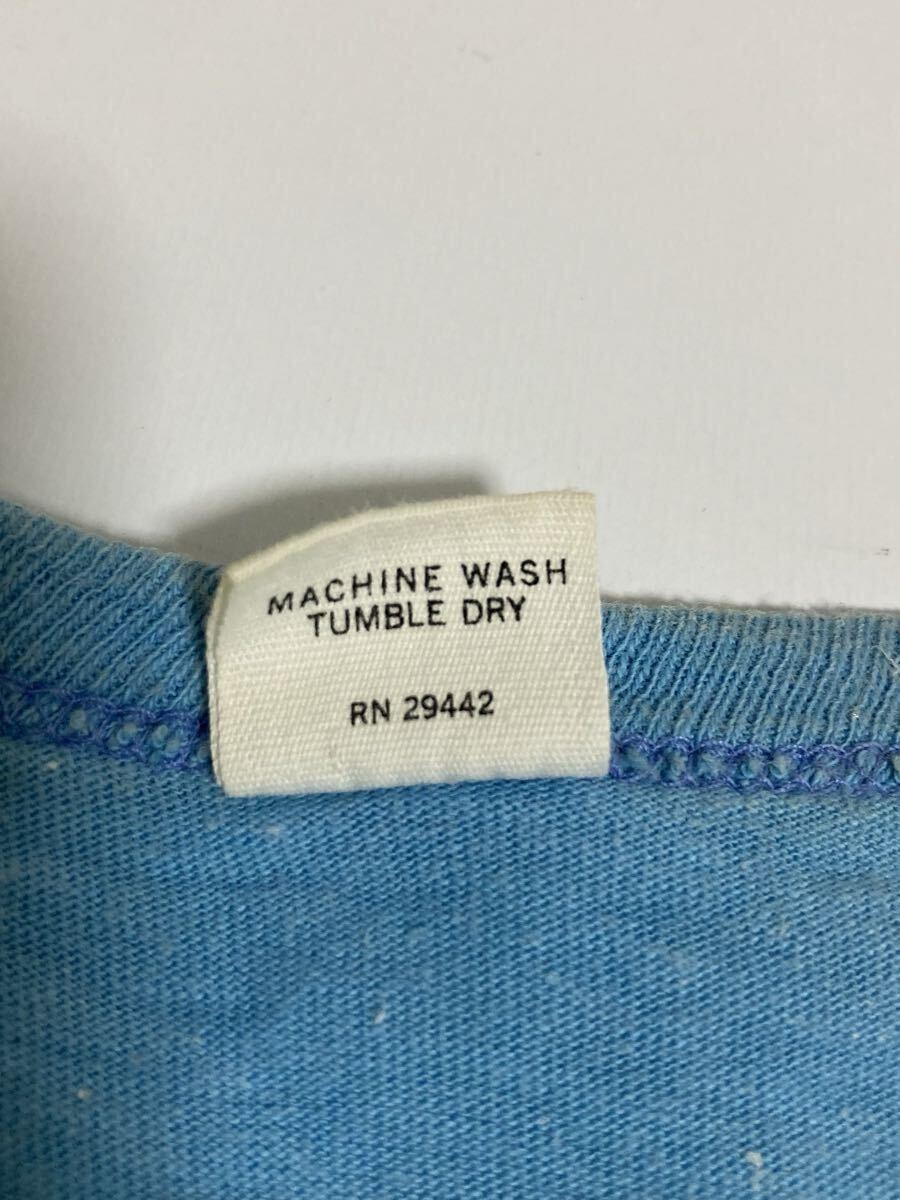 MACHINE WASH
TUMBLE DRY
RN 29442